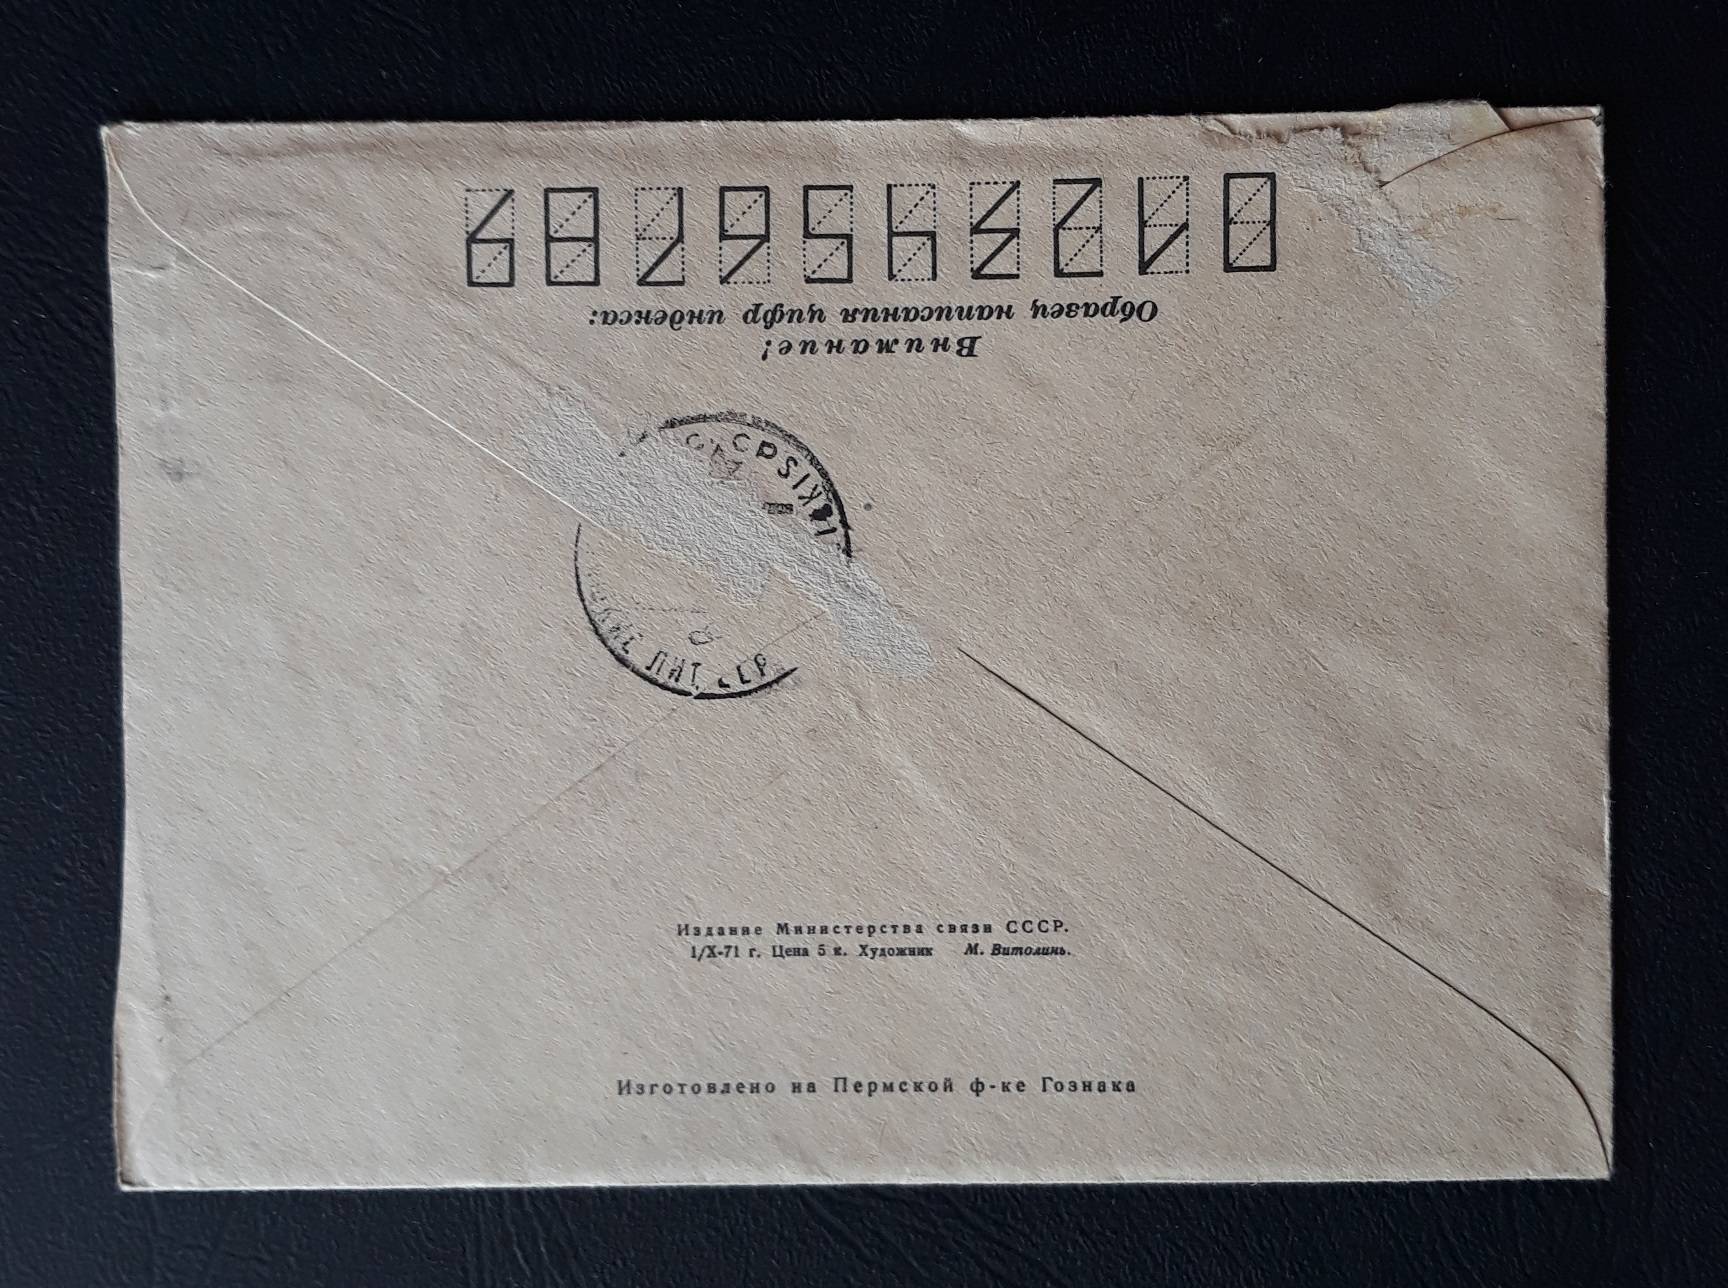 Внимание!
Образец написания цифр индекса:
0123456789
Издание Министерства связи СССР.
1/X-71 г. Цена 5 к. Художник М. Витолинь.
Изготовлено на Пермской ф-ке Гознака